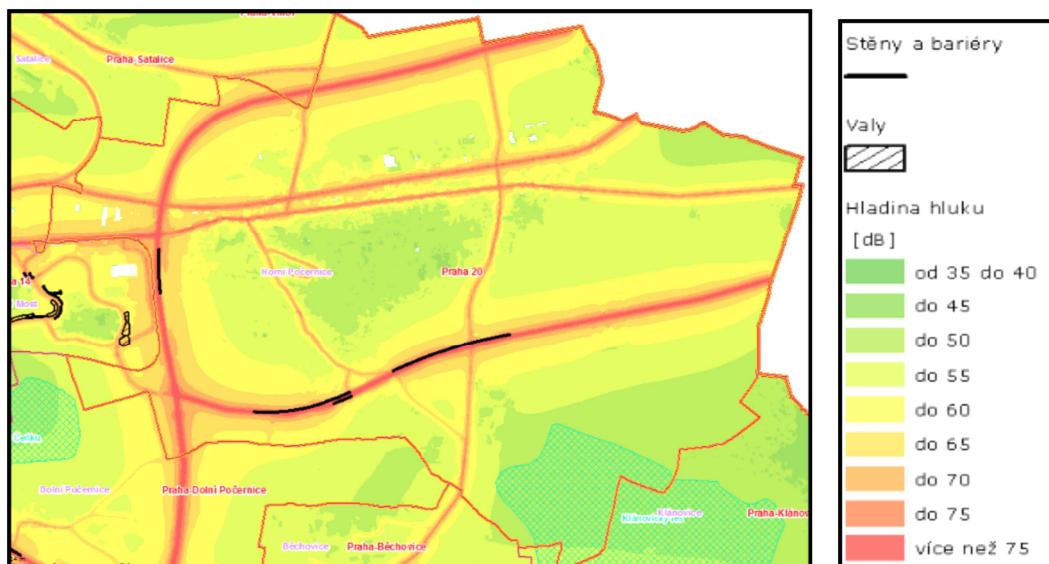 Praha-Vinoř
Satalice
Praha-Satalice
Horní Počernice
Praha 20
a 14
Most
Čeňku
Dolní Počernice
Praha-Dolní Počernice
Běchovice
Praha-Běchovice
Klánovice
Klánovický les
Praha-Klánov
Stěny a bariéry
Valy
Hladina hluku
[dB]
od 35 do 40
do 45
do 50
do 55
do 60
do 65
do 70
do 75
více než 75